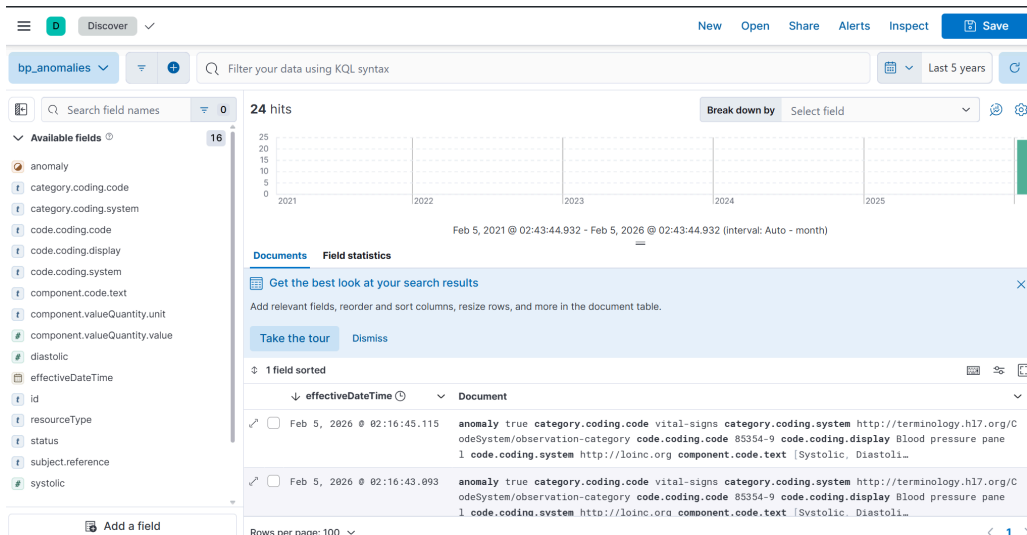 D Discover New Open Share Alerts Inspect Save
bp_anomalies Filter your data using KQL syntax Last 5 years
Search field names 0
Available fields 16
anomaly
category.coding.code
category.coding.system
code.coding.code
code.coding.display
code.coding.system
component.code.text
component.valueQuantity.unit
component.valueQuantity.value
diastolic
effectiveDateTime
id
resourceType
status
subject.reference
systolic
Add a field
24 hits Break down by Select field
25
20
15
10
5
0
2021 2022 2023 2024 2025
Feb 5, 2021 @ 02:43:44.932 - Feb 5, 2026 @ 02:43:44.932 (interval: Auto - month)
Documents Field statistics
Get the best look at your search results
Add relevant fields, reorder and sort columns, resize rows, and more in the document table.
Take the tour Dismiss
1 field sorted
effectiveDateTime Document
Feb 5, 2026 @ 02:16:45.115 anomaly true category.coding.code vital-signs category.coding.system http://terminology.hl7.org/C
odeSystem/observation-category code.coding.code 85354-9 code.coding.display Blood pressure pane
l code.coding.system http://loinc.org component.code.text [Systolic, Diastoli…
Feb 5, 2026 @ 02:16:43.093 anomaly true category.coding.code vital-signs category.coding.system http://terminology.hl7.org/C
odeSystem/observation-category code.coding.code 85354-9 code.coding.display Blood pressure pane
l code.coding.system http://loinc.org component.code.text [Systolic, Diastoli…
Rows per page: 100 1